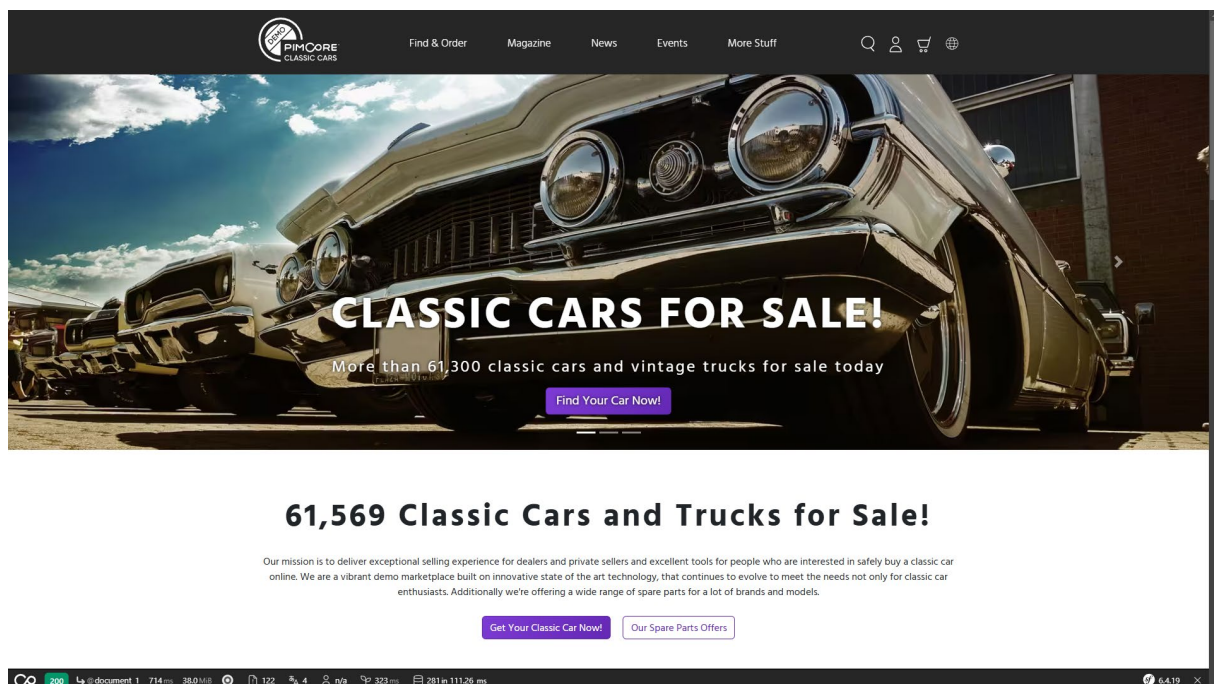 DEMO
PIMCORE
CLASSIC CARS
Find & Order
Magazine
News
Events
More Stuff
CLASSIC CARS FOR SALE!
More than 61,300 classic cars and vintage trucks for sale today
Find Your Car Now!
61,569 Classic Cars and Trucks for Sale!
Our mission is to deliver exceptional selling experience for dealers and private sellers and excellent tools for people who are interested in safely buy a classic car
online. We are a vibrant demo marketplace built on innovative state of the art technology, that continues to evolve to meet the needs not only for classic car
enthusiasts. Additionally we're offering a wide range of spare parts for a lot of brands and models.
Get Your Classic Car Now!
Our Spare Parts Offers
200 @document_1 714 ms 38.0 MiB 122 4 n/a 323 ms 281 in 111.26 ms 6.4.19